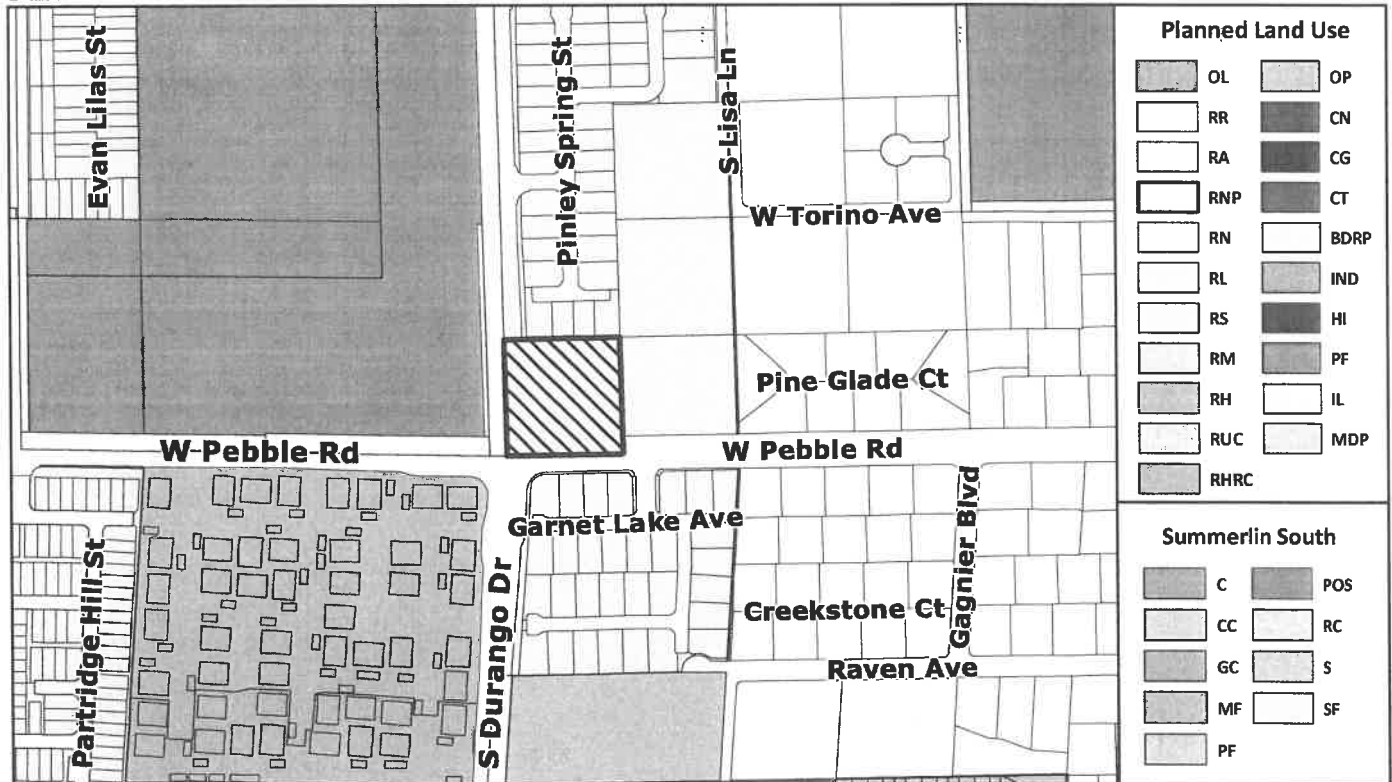 Evan Lilas St
Pinley Spring St
S Lisa Ln
W Torino Ave
Pine Glade Ct
W Pebble Rd
W Pebble Rd
Garnet Lake Ave
Gagnier Blvd
Partridge Hill St
S Durango Dr
Creekstone Ct
Raven Ave
Planned Land Use
OL OP
RR CN
RA CG
RNP CT
RN BDRP
RL IND
RS HI
RM PF
RH IL
RUC MDP
RHRC
Summerlin South
C POS
CC RC
GC S
MF SF
PF